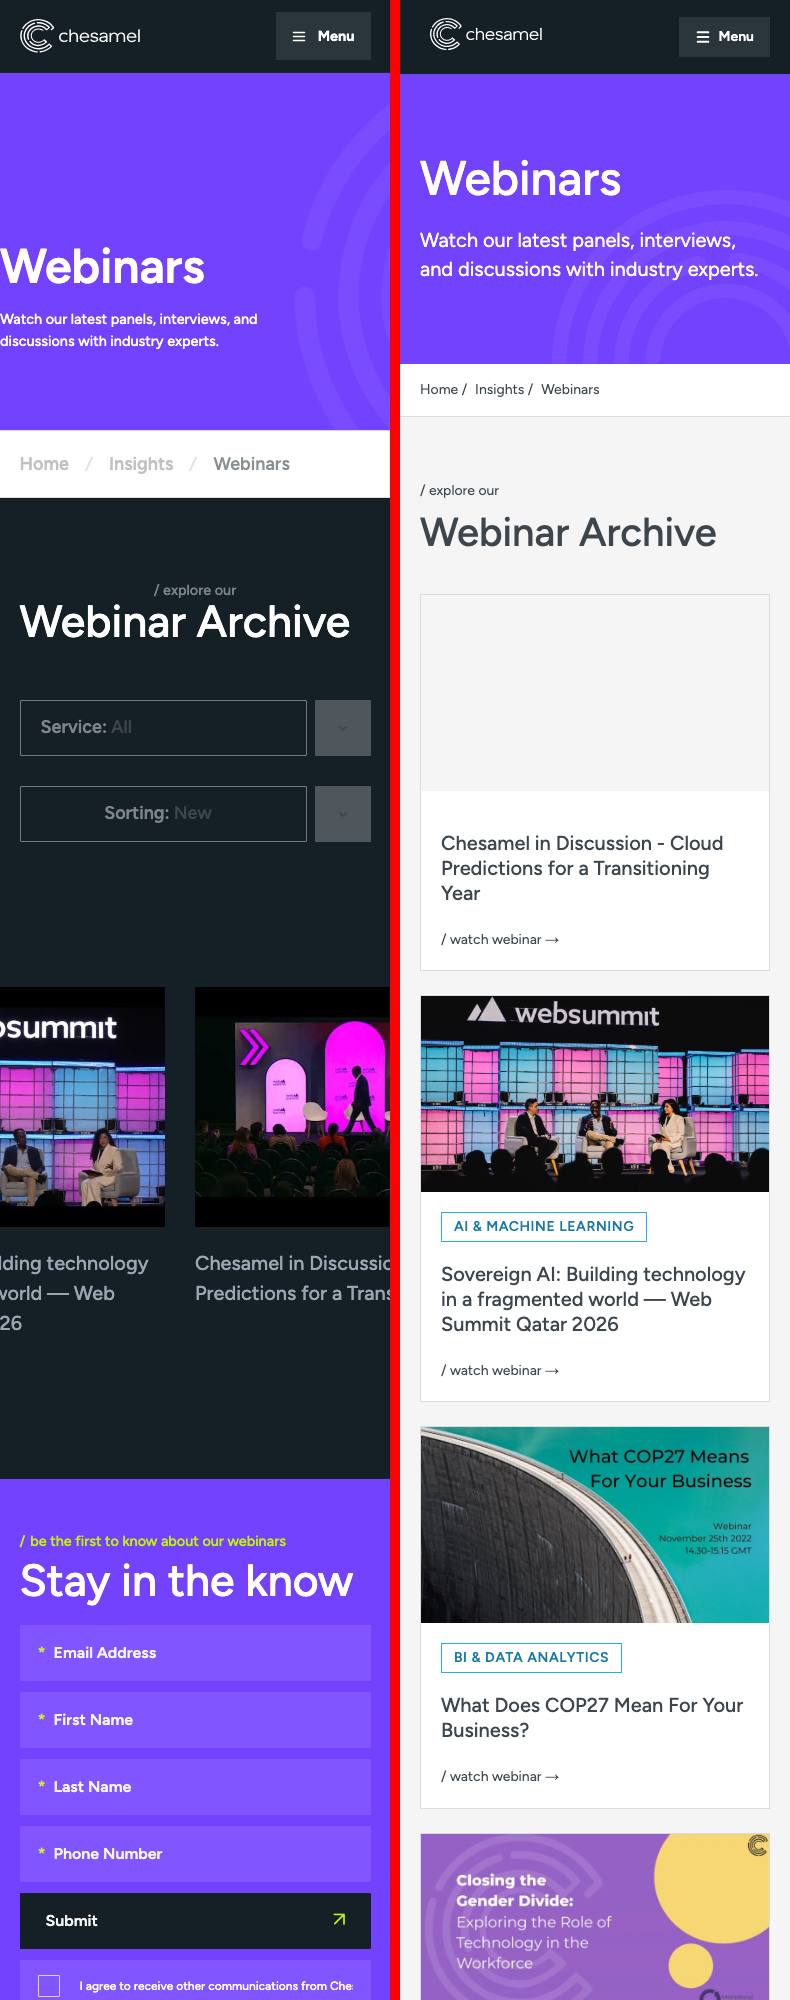 chesamel
Menu
Webinars
Watch our latest panels, interviews, and
discussions with industry experts.
Home / Insights / Webinars
/ explore our
Webinar Archive
Service: All
Sorting: New
osummit
lding technology
world — Web
26
Chesamel in Discussio
Predictions for a Trans
/ be the first to know about our webinars
Stay in the know
* Email Address
* First Name
* Last Name
* Phone Number
Submit
I agree to receive other communications from Che
chesamel
Menu
Webinars
Watch our latest panels, interviews,
and discussions with industry experts.
Home / Insights / Webinars
/ explore our
Webinar Archive
Chesamel in Discussion - Cloud
Predictions for a Transitioning
Year
/ watch webinar →
websummit
AI & MACHINE LEARNING
Sovereign AI: Building technology
in a fragmented world — Web
Summit Qatar 2026
/ watch webinar →
What COP27 Means
For Your Business
Webinar
November 25th 2022
14.30-15.15 GMT
BI & DATA ANALYTICS
What Does COP27 Mean For Your
Business?
/ watch webinar →
Closing the
Gender Divide:
Exploring the Role of
Technology in the
Workforce